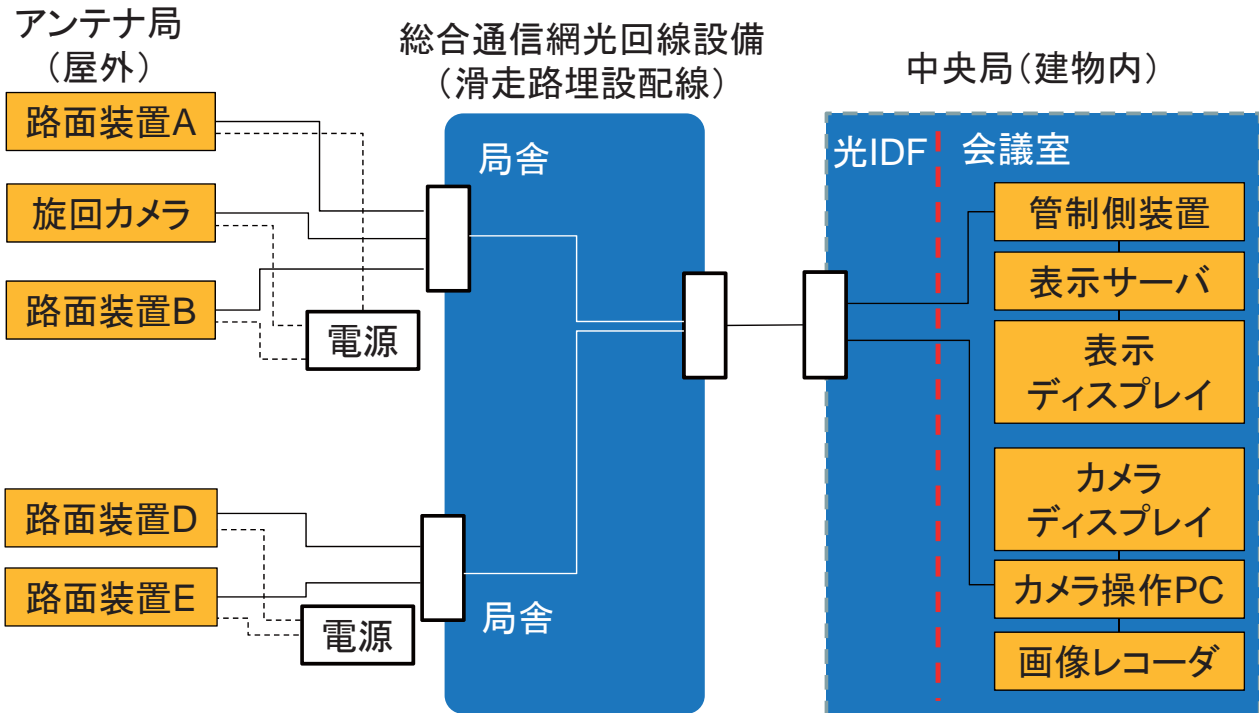 アンテナ局
(屋外)
路面装置A
旋回カメラ
路面装置B
電源
路面装置D
路面装置E
電源
総合通信網光回線設備
(滑走路埋設配線)
局舎
局舎
中央局(建物内)
光IDF
会議室
管制側装置
表示サーバ
表示
ディスプレイ
カメラ
ディスプレイ
カメラ操作PC
画像レコーダ